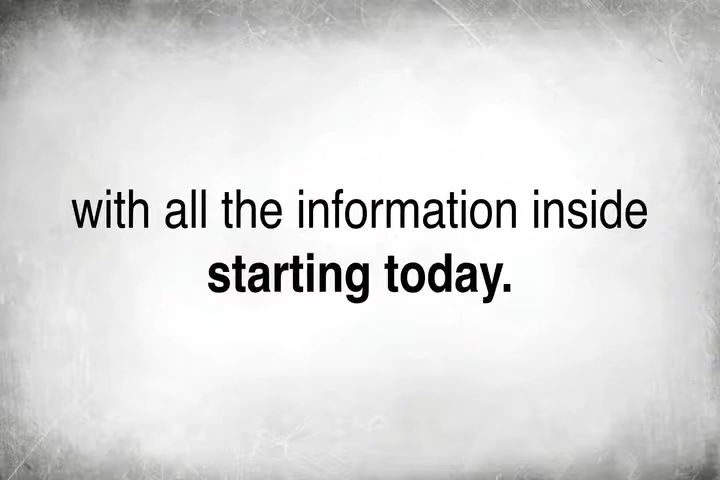 with all the information inside
starting today.